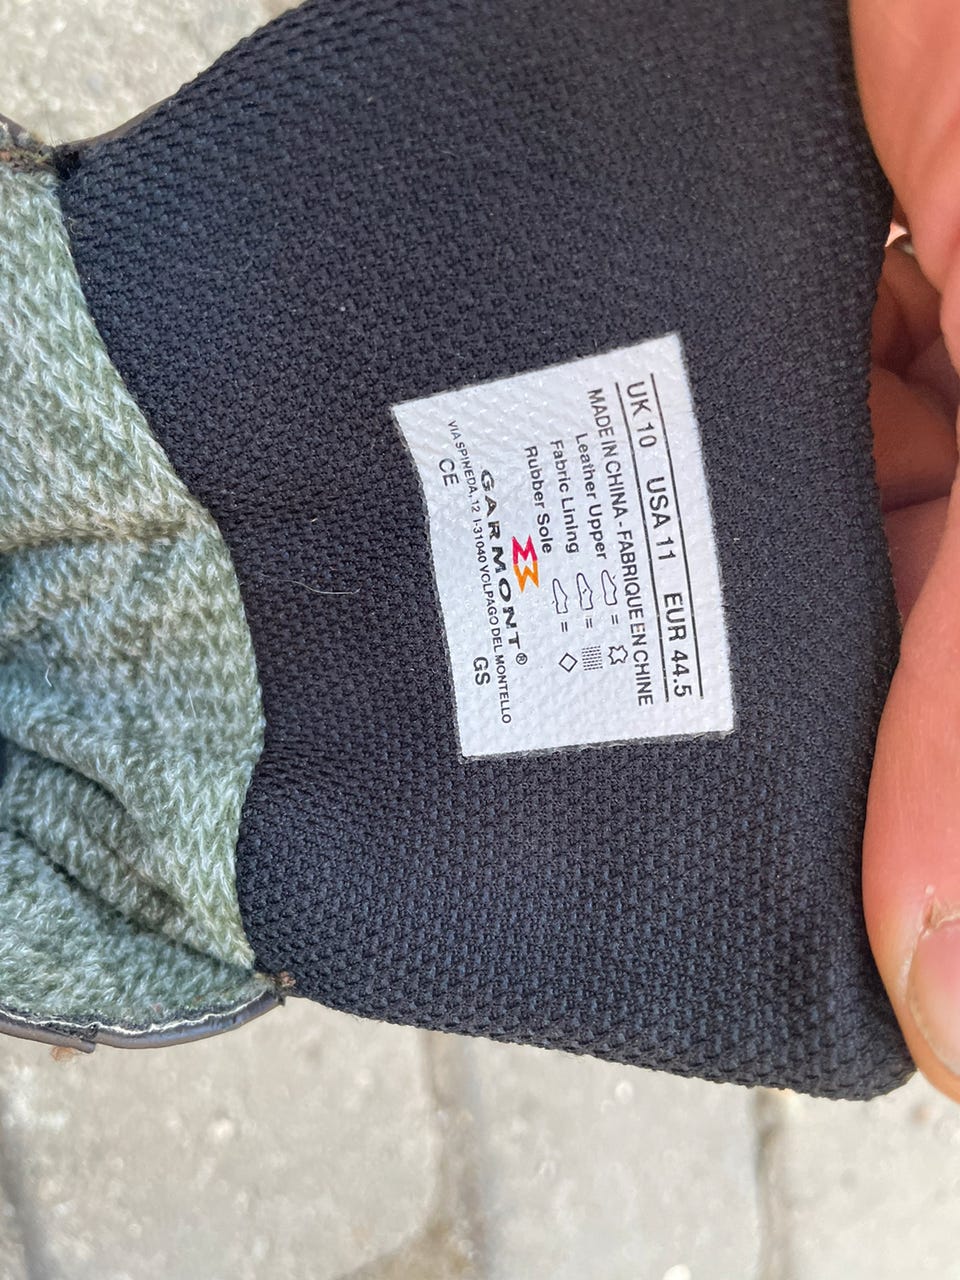 UK 10 USA 11 EUR 44.5
MADE IN CHINA - FABRIQUE EN CHINE
Leather Upper =
Fabric Lining =
Rubber Sole =
GARMONT®
VIA SPINEDA, 12 I-31040 VOLPAGO DEL MONTELLO
CE GS